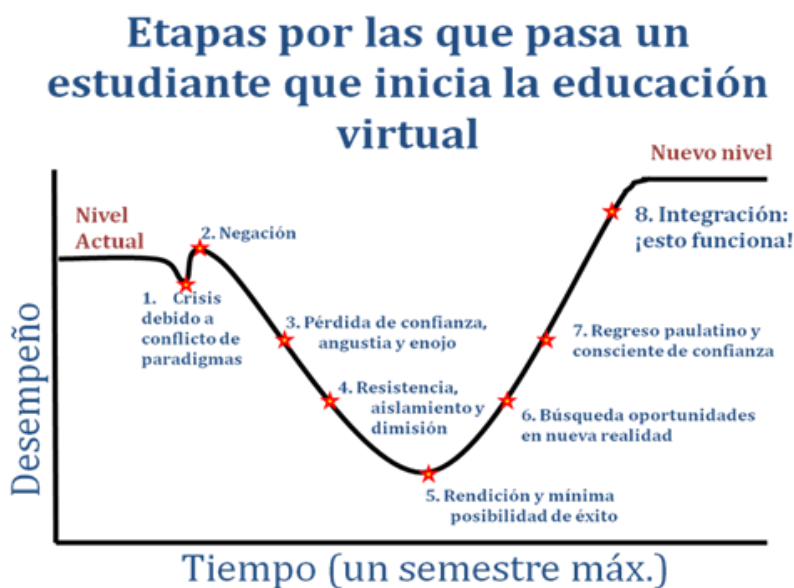 Etapas por las que pasa un
estudiante que inicia la educación
virtual
Nuevo nivel
Nivel
Actual
2. Negación
8. Integración:
¡esto funciona!
1. Crisis
debido a
conflicto de
paradigmas
3. Pérdida de confianza,
angustia y enojo
7. Regreso paulatino y
consciente de confianza
4. Resistencia,
aislamiento y
dimisión
6. Búsqueda oportunidades
en nueva realidad
5. Rendición y mínima
posibilidad de éxito
Desempeño
Tiempo (un semestre máx.)